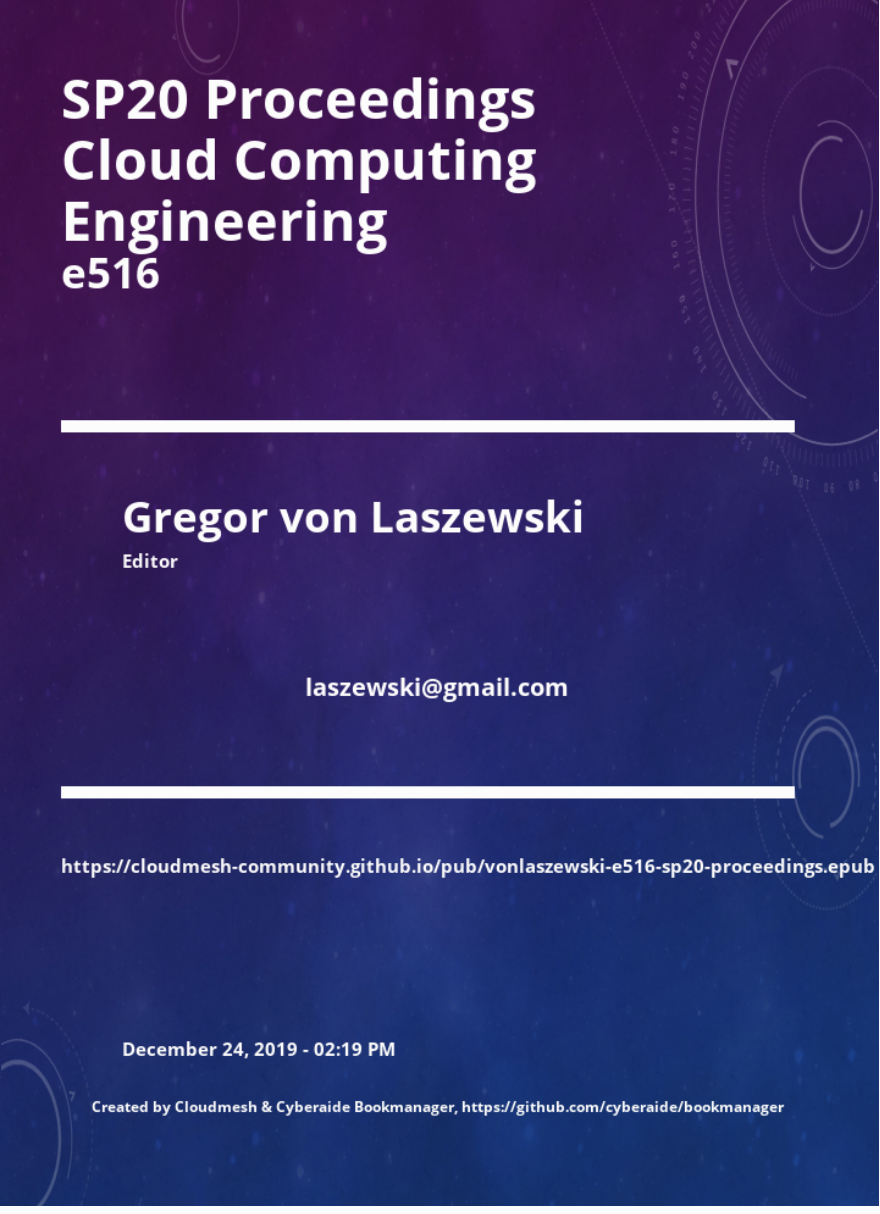 SP20 Proceedings
Cloud Computing
Engineering
e516
Gregor von Laszewski
Editor
laszewski@gmail.com
https://cloudmesh-community.github.io/pub/vonlaszewski-e516-sp20-proceedings.epub
December 24, 2019 - 02:19 PM
Created by Cloudmesh & Cyberaide Bookmanager, https://github.com/cyberaide/bookmanager